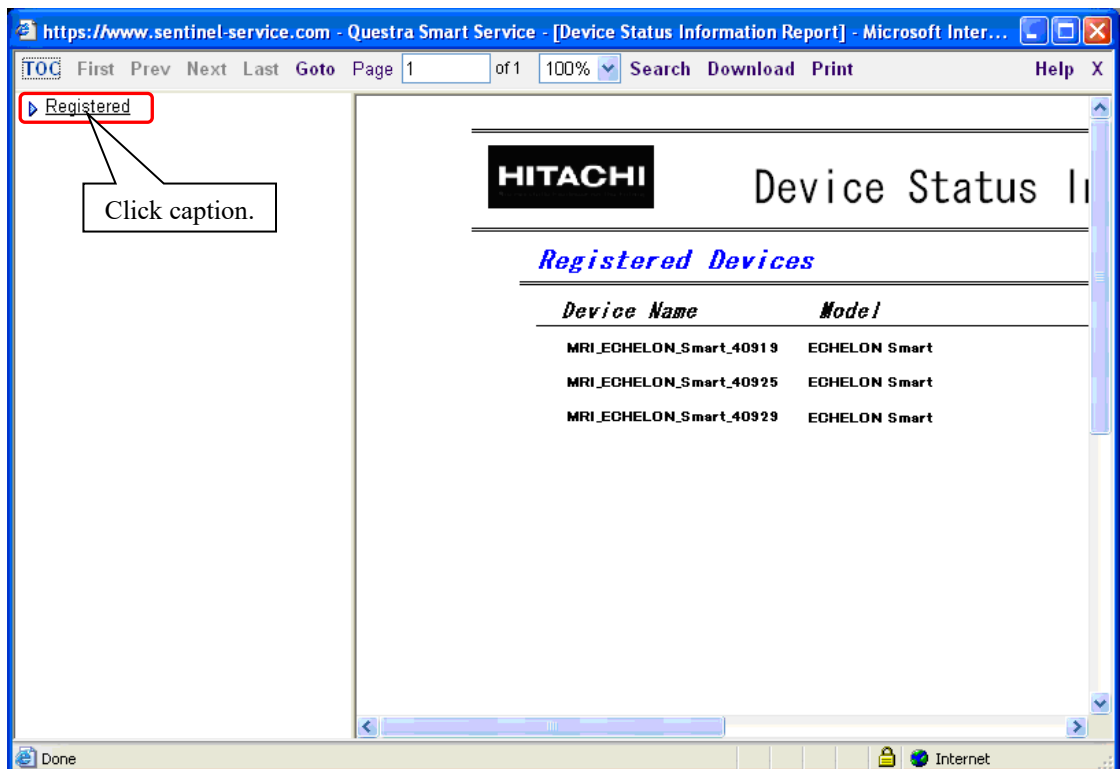 https://www.sentinel-service.com - Questra Smart Service - [Device Status Information Report] - Microsoft Inter...
TOC First Prev Next Last Goto Page 1 of 1 100% Search Download Print Help X
Registered
Click caption.
HITACHI
Device Status I
Registered Devices
Device Name Model
MRI_ECHELON_Smart_40919 ECHELON Smart
MRI_ECHELON_Smart_40925 ECHELON Smart
MRI_ECHELON_Smart_40929 ECHELON Smart
Done Internet